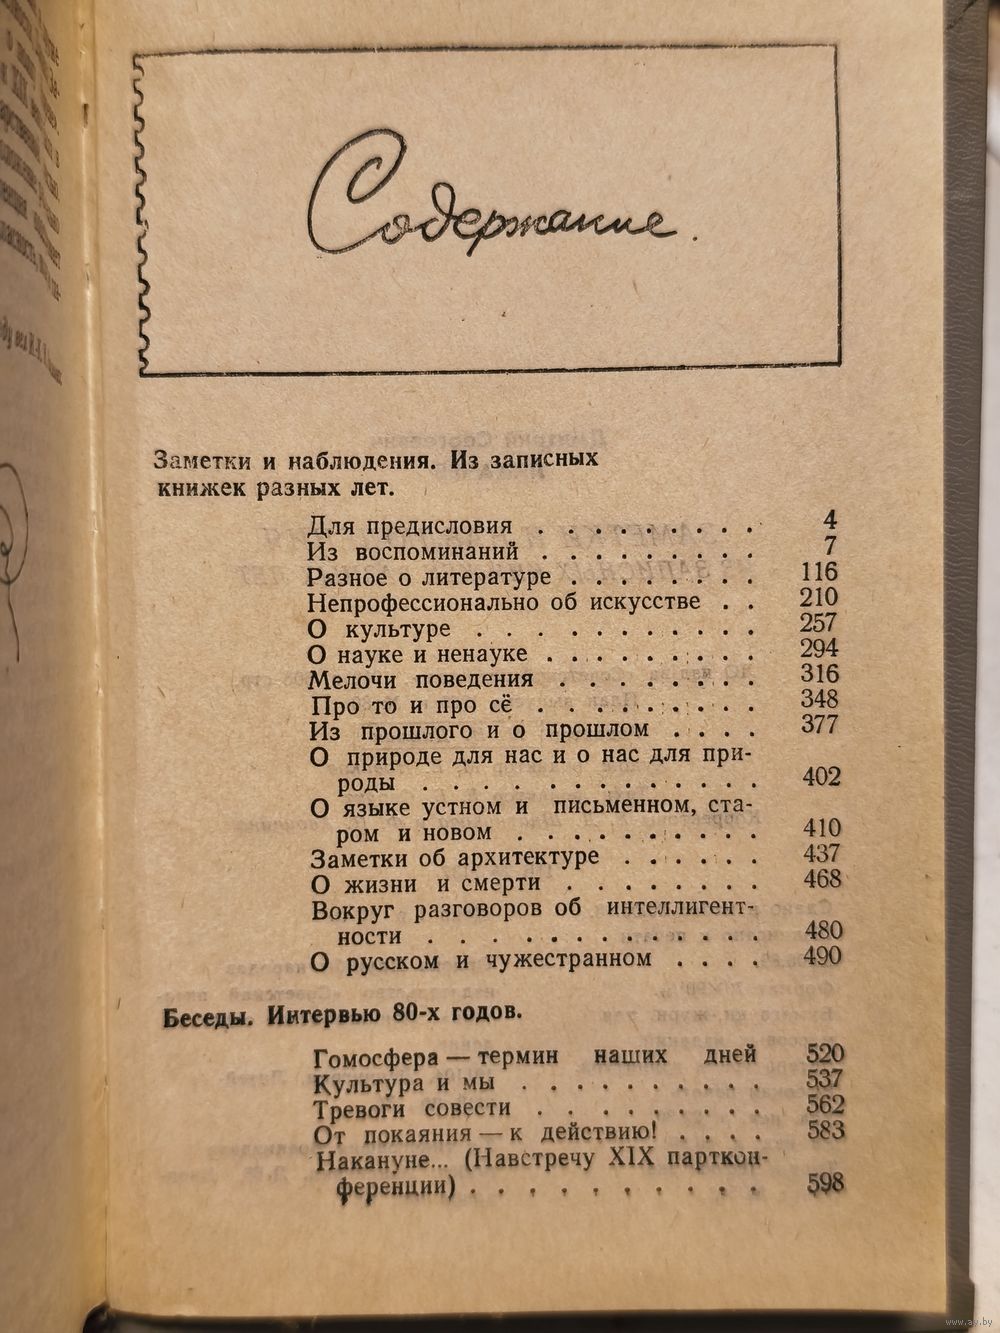 Содержание.
Заметки и наблюдения. Из записных
книжек разных лет.
Для предисловия . . . . . . . . . 4
Из воспоминаний . . . . . . . . . 7
Разное о литературе . . . . . . . . 116
Непрофессионально об искусстве . . 210
О культуре . . . . . . . . . . 257
О науке и ненауке . . . . . . . . 294
Мелочи поведения . . . . . . . . 316
Про то и про сё . . . . . . . . . 348
Из прошлого и о прошлом . . . . 377
О природе для нас и о нас для при-
роды . . . . . . . . . . . . 402
О языке устном и письменном, ста-
ром и новом . . . . . . . . . 410
Заметки об архитектуре . . . . . 437
О жизни и смерти . . . . . . . . 468
Вокруг разговоров об интеллигент-
ности . . . . . . . . . . . . 480
О русском и чужестранном . . . . 490
Беседы. Интервью 80-х годов.
Гомосфера — термин наших дней 520
Культура и мы . . . . . . . . . 537
Тревоги совести . . . . . . . . 562
От покаяния — к действию! . . . . 583
Накануне... (Навстречу XIX парткон-
ференции) . . . . . . . . . . 598
www.ay.by